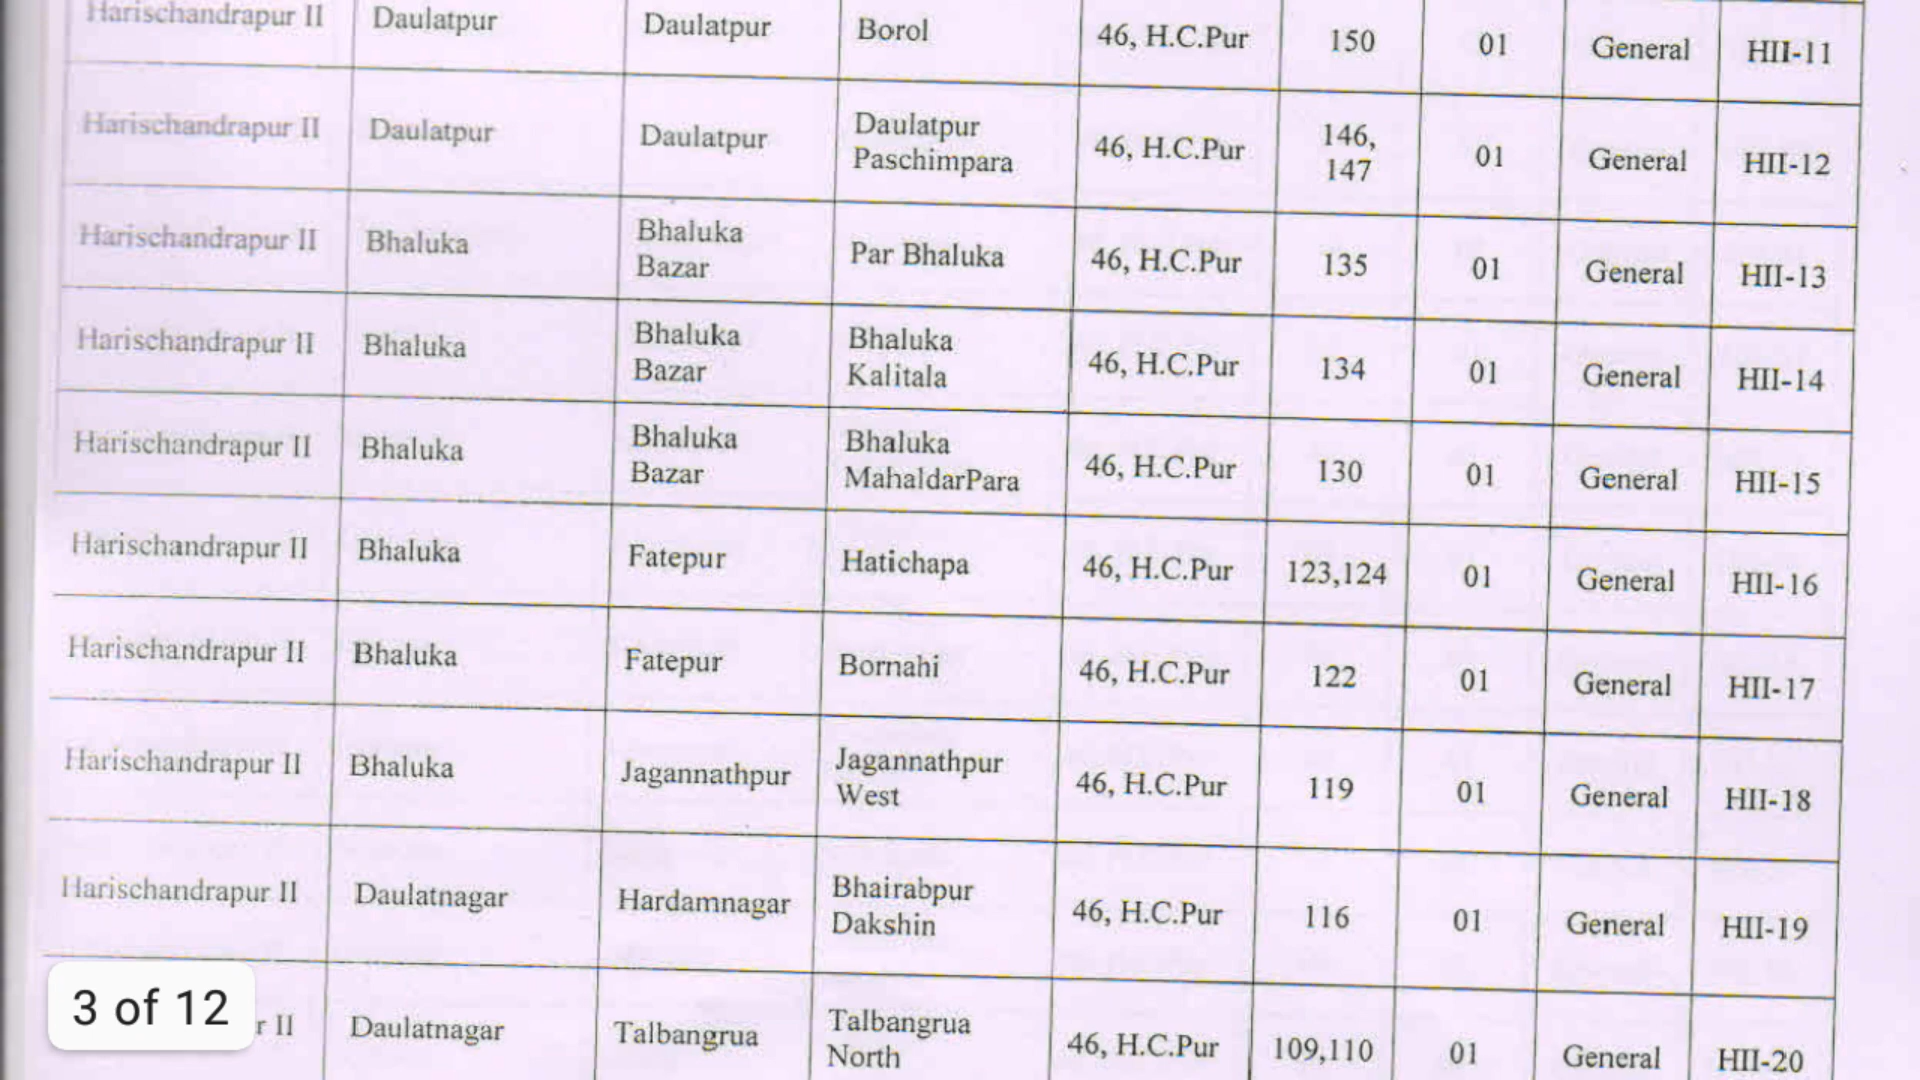 Harischandrapur II Daulatpur Daulatpur Borol 46, H.C.Pur 150 01 General HII-11
Harischandrapur II Daulatpur Daulatpur Daulatpur Paschimpara 46, H.C.Pur 146, 147 01 General HII-12
Harischandrapur II Bhaluka Bhaluka Bazar Par Bhaluka 46, H.C.Pur 135 01 General HII-13
Harischandrapur II Bhaluka Bhaluka Bazar Bhaluka Kalitala 46, H.C.Pur 134 01 General HII-14
Harischandrapur II Bhaluka Bhaluka Bazar Bhaluka MahaldarPara 46, H.C.Pur 130 01 General HII-15
Harischandrapur II Bhaluka Fatepur Hatichapa 46, H.C.Pur 123,124 01 General HII-16
Harischandrapur II Bhaluka Fatepur Bornahi 46, H.C.Pur 122 01 General HII-17
Harischandrapur II Bhaluka Jagannathpur Jagannathpur West 46, H.C.Pur 119 01 General HII-18
Harischandrapur II Daulatnagar Hardamnagar Bhairabpur Dakshin 46, H.C.Pur 116 01 General HII-19
r II Daulatnagar Talbangrua Talbangrua North 46, H.C.Pur 109,110 01 General HII-20
3 of 12